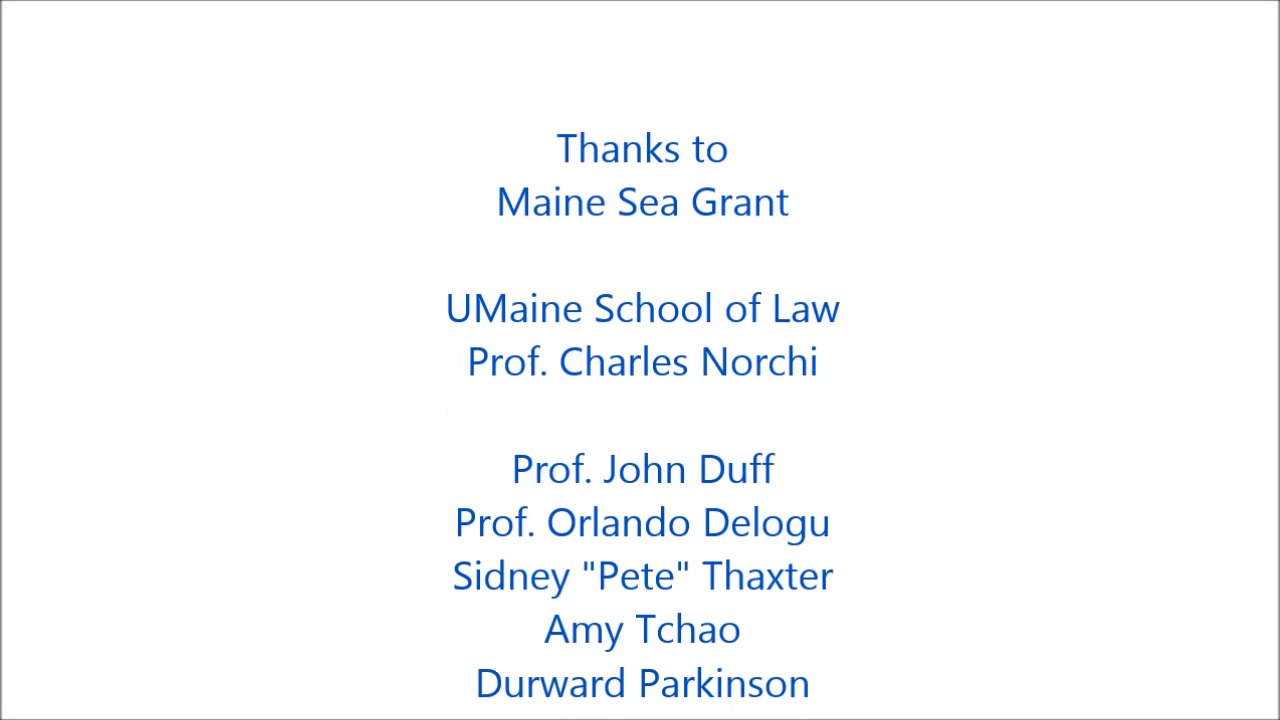 Thanks to
Maine Sea Grant
UMaine School of Law
Prof. Charles Norchi
Prof. John Duff
Prof. Orlando Delogu
Sidney "Pete" Thaxter
Amy Tchao
Durward Parkinson